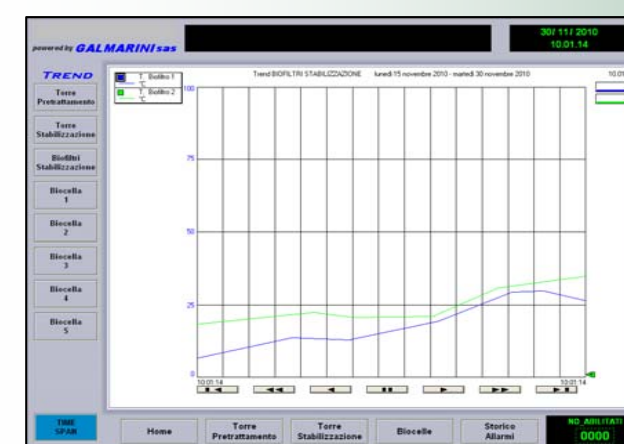 powered by GALMARINI sas
30/ 11/ 2010
10.01.14
TREND
Torre
Pretrattamento
Torre
Stabilizzazione
Biofiltri
Stabilizzazione
Biocella
1
Biocella
2
Biocella
3
Biocella
4
Biocella
5
TIME
SPAN
T. Biofiltro 1
°C
T. Biofiltro 2
°C
Trend BIOFILTRI STABILIZZAZIONE lunedì 15 novembre 2010 - martedì 30 novembre 2010
10.01
100
75
50
25
0
10.01.14
10.01.14
Home
Torre
Pretrattamento
Torre
Stabilizzazione
Biocelle
Storico
Allarmi
NO_ABILITATI
0000